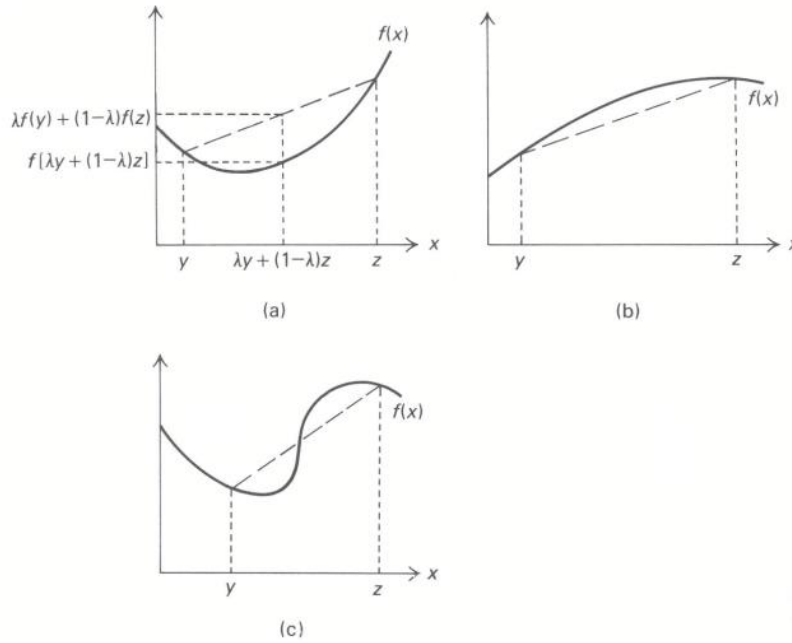 f(x)
λf(y) + (1−λ)f(z)
f[λy + (1−λ)z]
x
y
λy + (1−λ)z
z
(a)
f(x)
x
y
z
(b)
f(x)
x
y
z
(c)